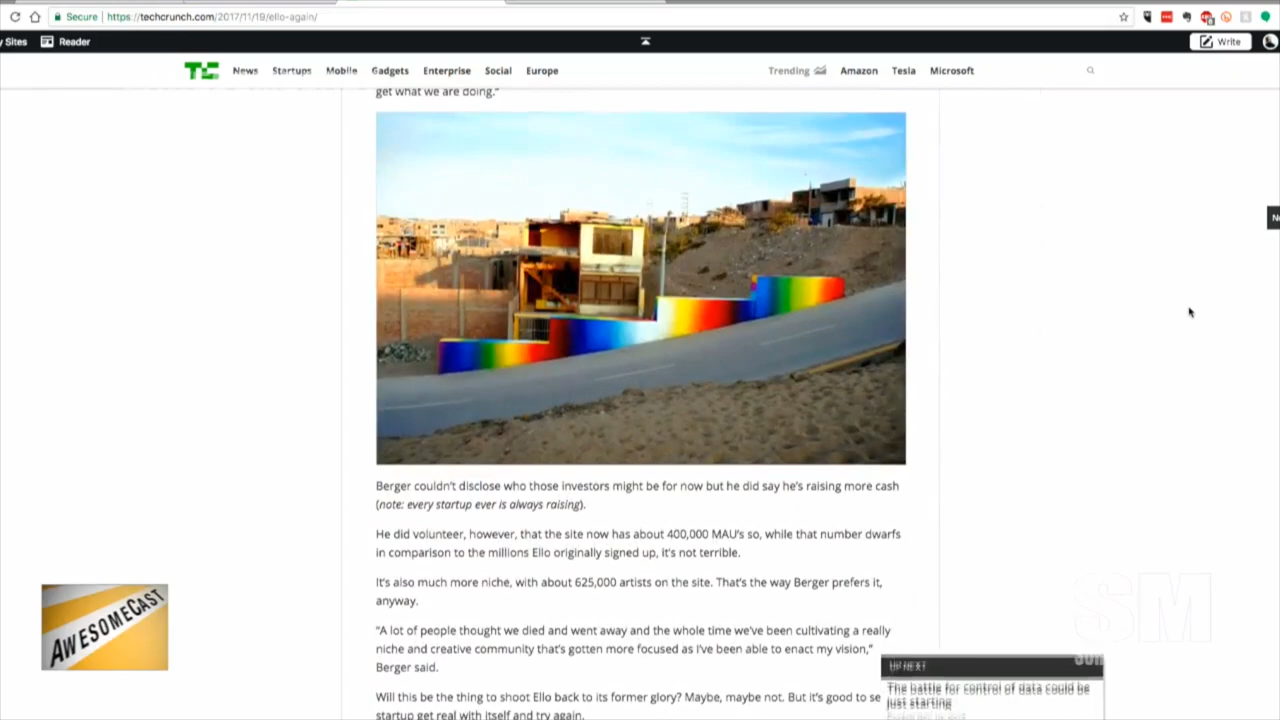 Secure https://techcrunch.com/2017/11/19/ello-again/
y Sites Reader Write
TC News Startups Mobile Gadgets Enterprise Social Europe Trending Amazon Tesla Microsoft
get what we are doing."
Berger couldn't disclose who those investors might be for now but he did say he's raising more cash
(note: every startup ever is always raising).
He did volunteer, however, that the site now has about 400,000 MAU's so, while that number dwarfs
in comparison to the millions Ello originally signed up, it's not terrible.
It's also much more niche, with about 625,000 artists on the site. That's the way Berger prefers it,
anyway.
"A lot of people thought we died and went away and the whole time we've been cultivating a really
niche and creative community that's gotten more focused as I've been able to enact my vision,"
Berger said.
Will this be the thing to shoot Ello back to its former glory? Maybe, maybe not. But it's good to se
startup get real with itself and try again.
AWESOMECAST
SM
UP NEXT
The battle for control of data could be
just starting